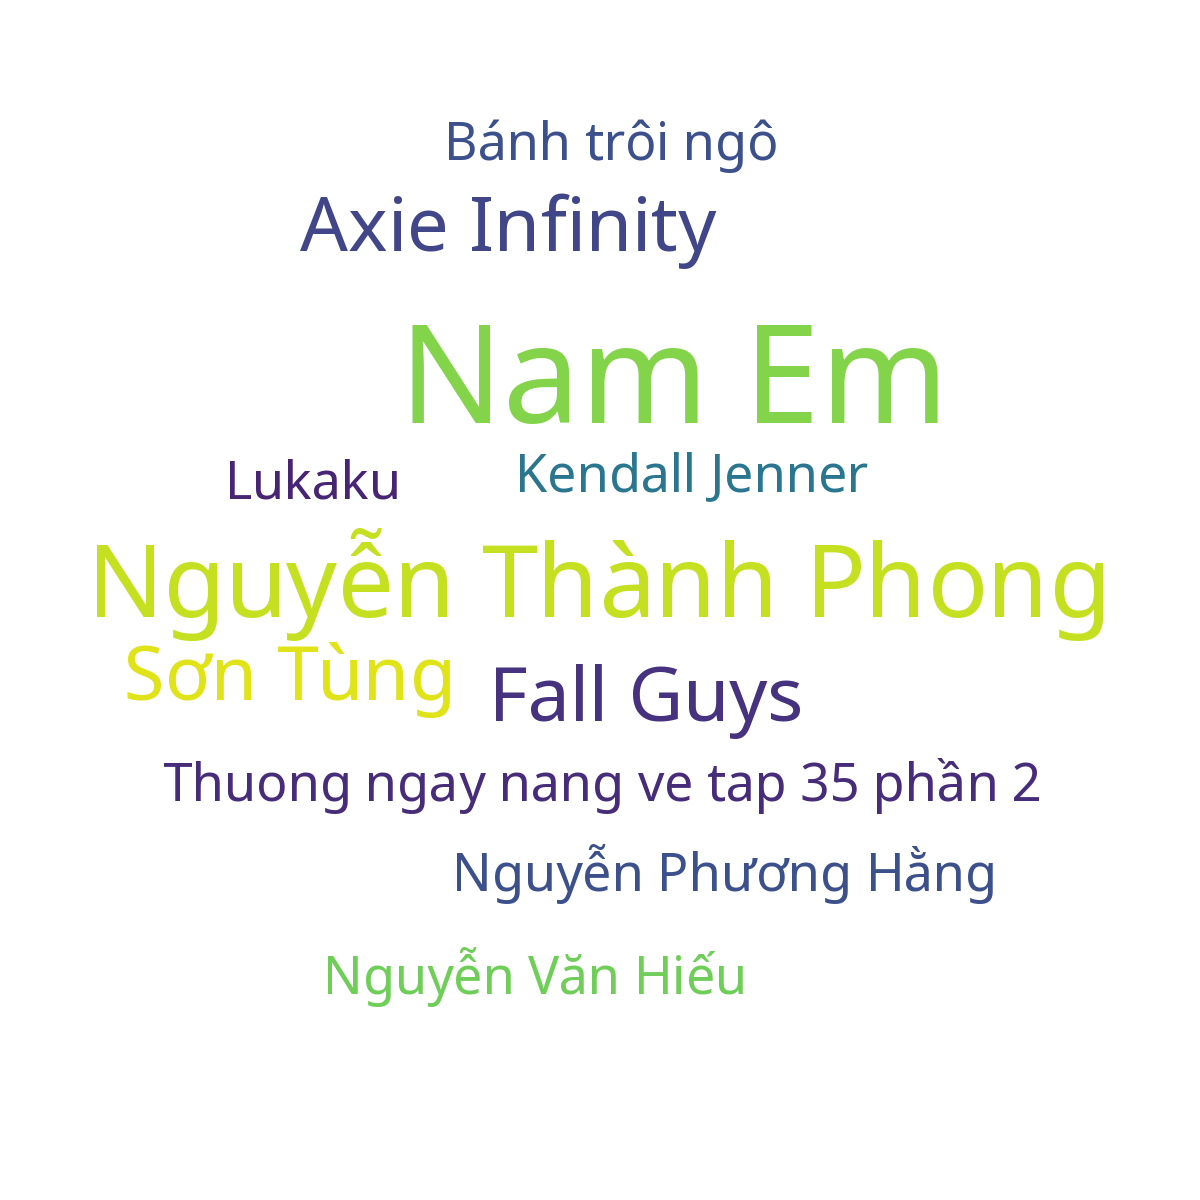 Bánh trôi ngô
Axie Infinity
Nam Em
Lukaku
Kendall Jenner
Nguyễn Thành Phong
Sơn Tùng
Fall Guys
Thuong ngay nang ve tap 35 phần 2
Nguyễn Phương Hằng
Nguyễn Văn Hiếu